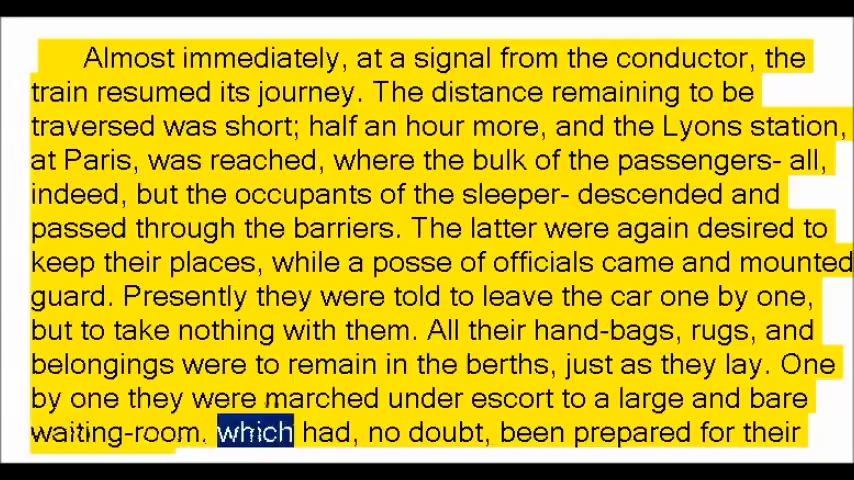 Almost immediately, at a signal from the conductor, the
train resumed its journey. The distance remaining to be
traversed was short; half an hour more, and the Lyons station,
at Paris, was reached, where the bulk of the passengers- all,
indeed, but the occupants of the sleeper- descended and
passed through the barriers. The latter were again desired to
keep their places, while a posse of officials came and mounted
guard. Presently they were told to leave the car one by one,
but to take nothing with them. All their hand-bags, rugs, and
belongings were to remain in the berths, just as they lay. One
by one they were marched under escort to a large and bare
waiting-room, which had, no doubt, been prepared for their